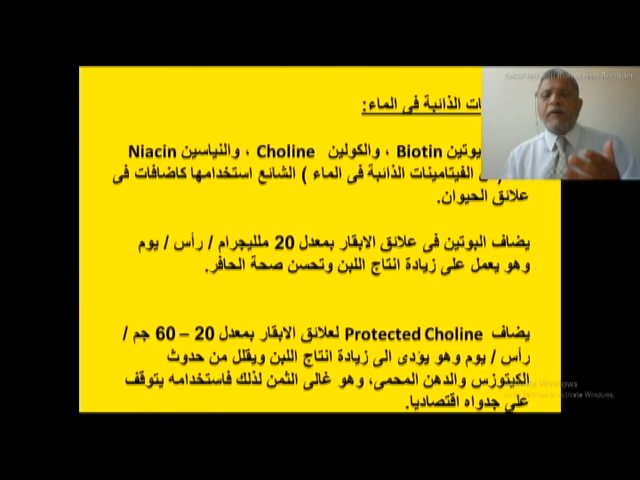 ات الذائبة فى الماء:
يوتين Biotin ، والكولين Choline ، والنياسين Niacin
الفيتامينات الذائبة فى الماء ) الشائع استخدامها كاضافات فى
علائق الحيوان.
يضاف البوتين فى علائق الابقار بمعدل 20 ملليجرام / رأس / يوم
وهو يعمل على زيادة انتاج اللبن وتحسن صحة الحافر.
يضاف Protected Choline لعلائق الابقار بمعدل 20 – 60 جم /
رأس / يوم وهو يؤدى الى زيادة انتاج اللبن ويقلل من حدوث
الكيتوزس والدهن المحمى، وهو غالى الثمن لذلك فاستخدامه يتوقف
على جدواه اقتصاديا.